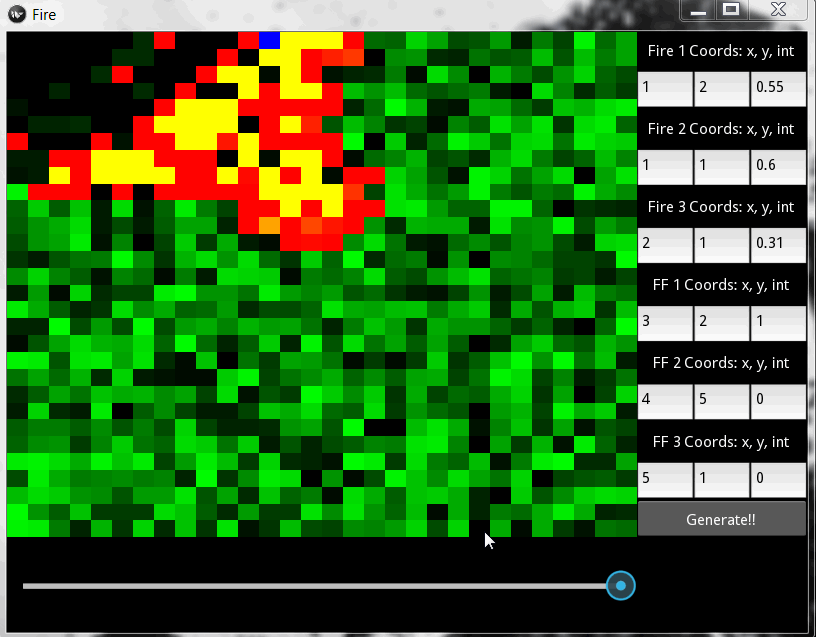 Fire
Fire 1 Coords: x, y, int
1 2 0.55
Fire 2 Coords: x, y, int
1 1 0.6
Fire 3 Coords: x, y, int
2 1 0.31
FF 1 Coords: x, y, int
3 2 1
FF 2 Coords: x, y, int
4 5 0
FF 3 Coords: x, y, int
5 1 0
Generate!!